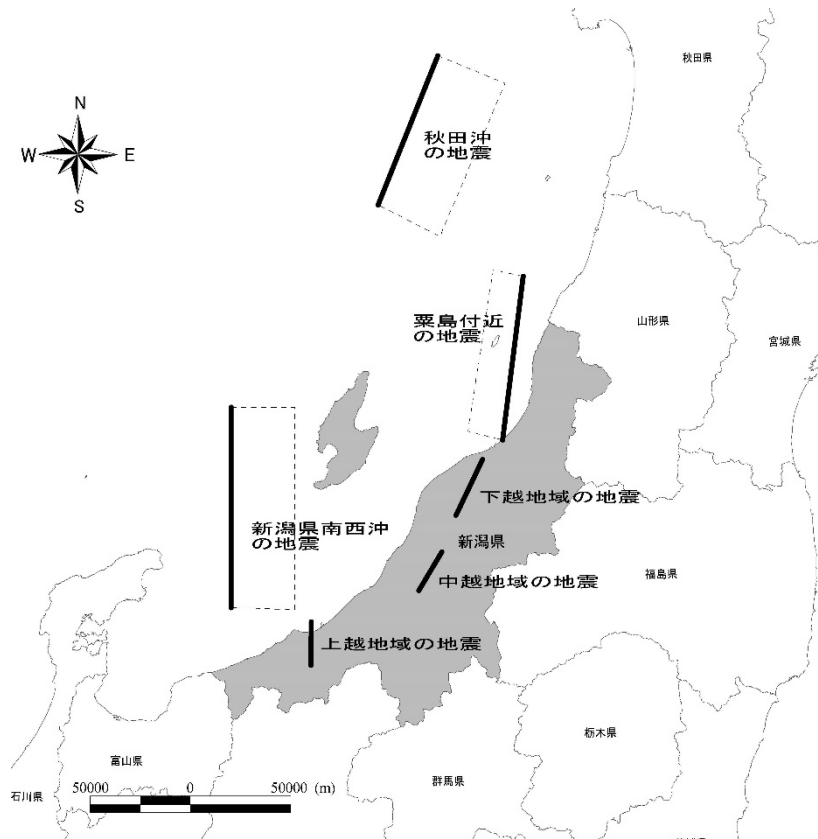 秋田県
N
W
E
S
秋田沖
の地震
粟島付近
の地震
山形県
宮城県
下越地域の地震
新潟県南西沖
の地震
新潟県
中越地域の地震
福島県
上越地域の地震
栃木県
富山県
群馬県
石川県
50000 0 50000 (m)